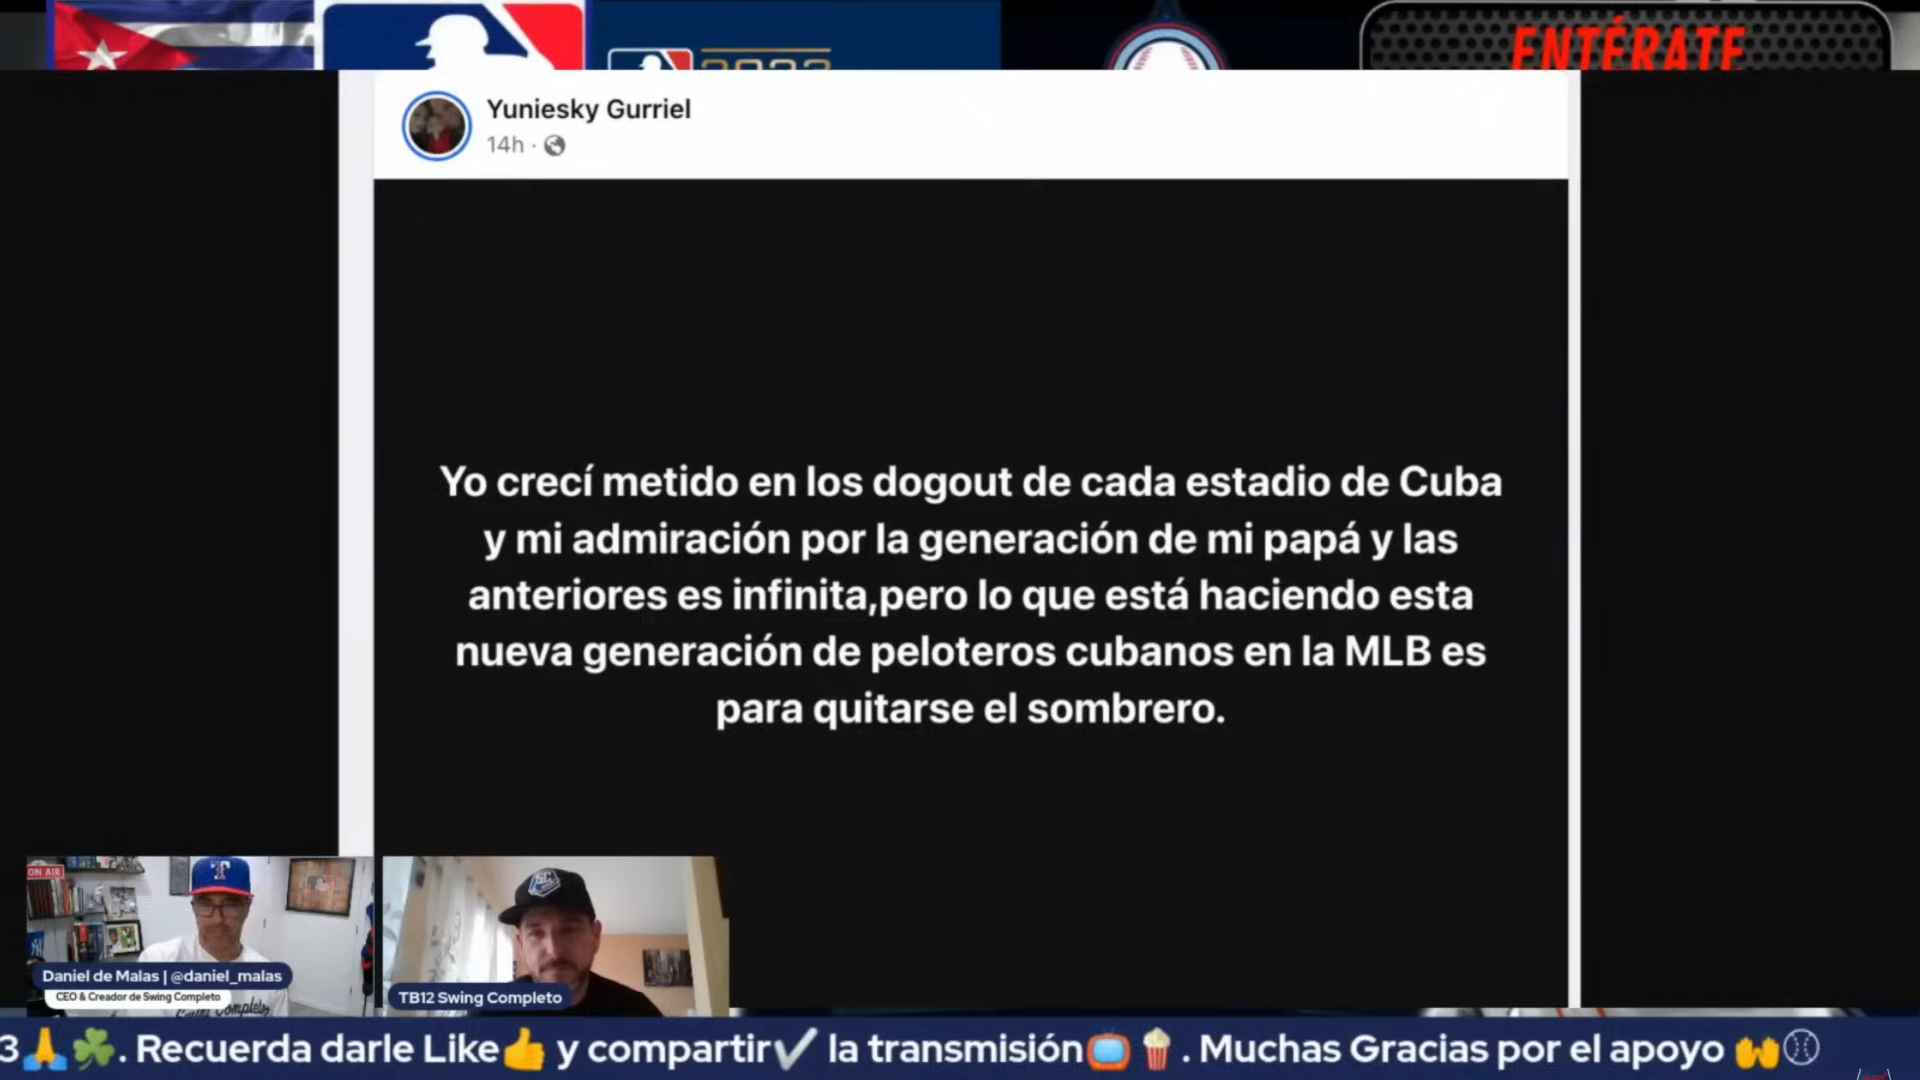 ENTÉRATE
Yuniesky Gurriel
14h ·
Yo crecí metido en los dogout de cada estadio de Cuba
y mi admiración por la generación de mi papá y las
anteriores es infinita,pero lo que está haciendo esta
nueva generación de peloteros cubanos en la MLB es
para quitarse el sombrero.
ON AIR
T
SC
Daniel de Malas | @daniel_malas
CEO & Creador de Swing Completo
TB12 Swing Completo
3🙏☘️. Recuerda darle Like👍 y compartir✔️ la transmisión📺🍿. Muchas Gracias por el apoyo 🙌⚾